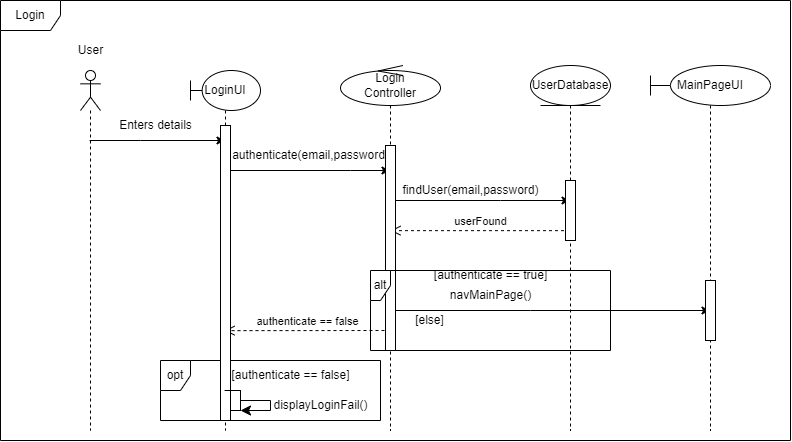 Login
User
LoginUI
Login
Controller
UserDatabase
MainPageUI
Enters details
authenticate(email,password
findUser(email,password)
userFound
[authenticate == true]
alt
navMainPage()
authenticate == false
[else]
opt
[authenticate == false]
displayLoginFail()